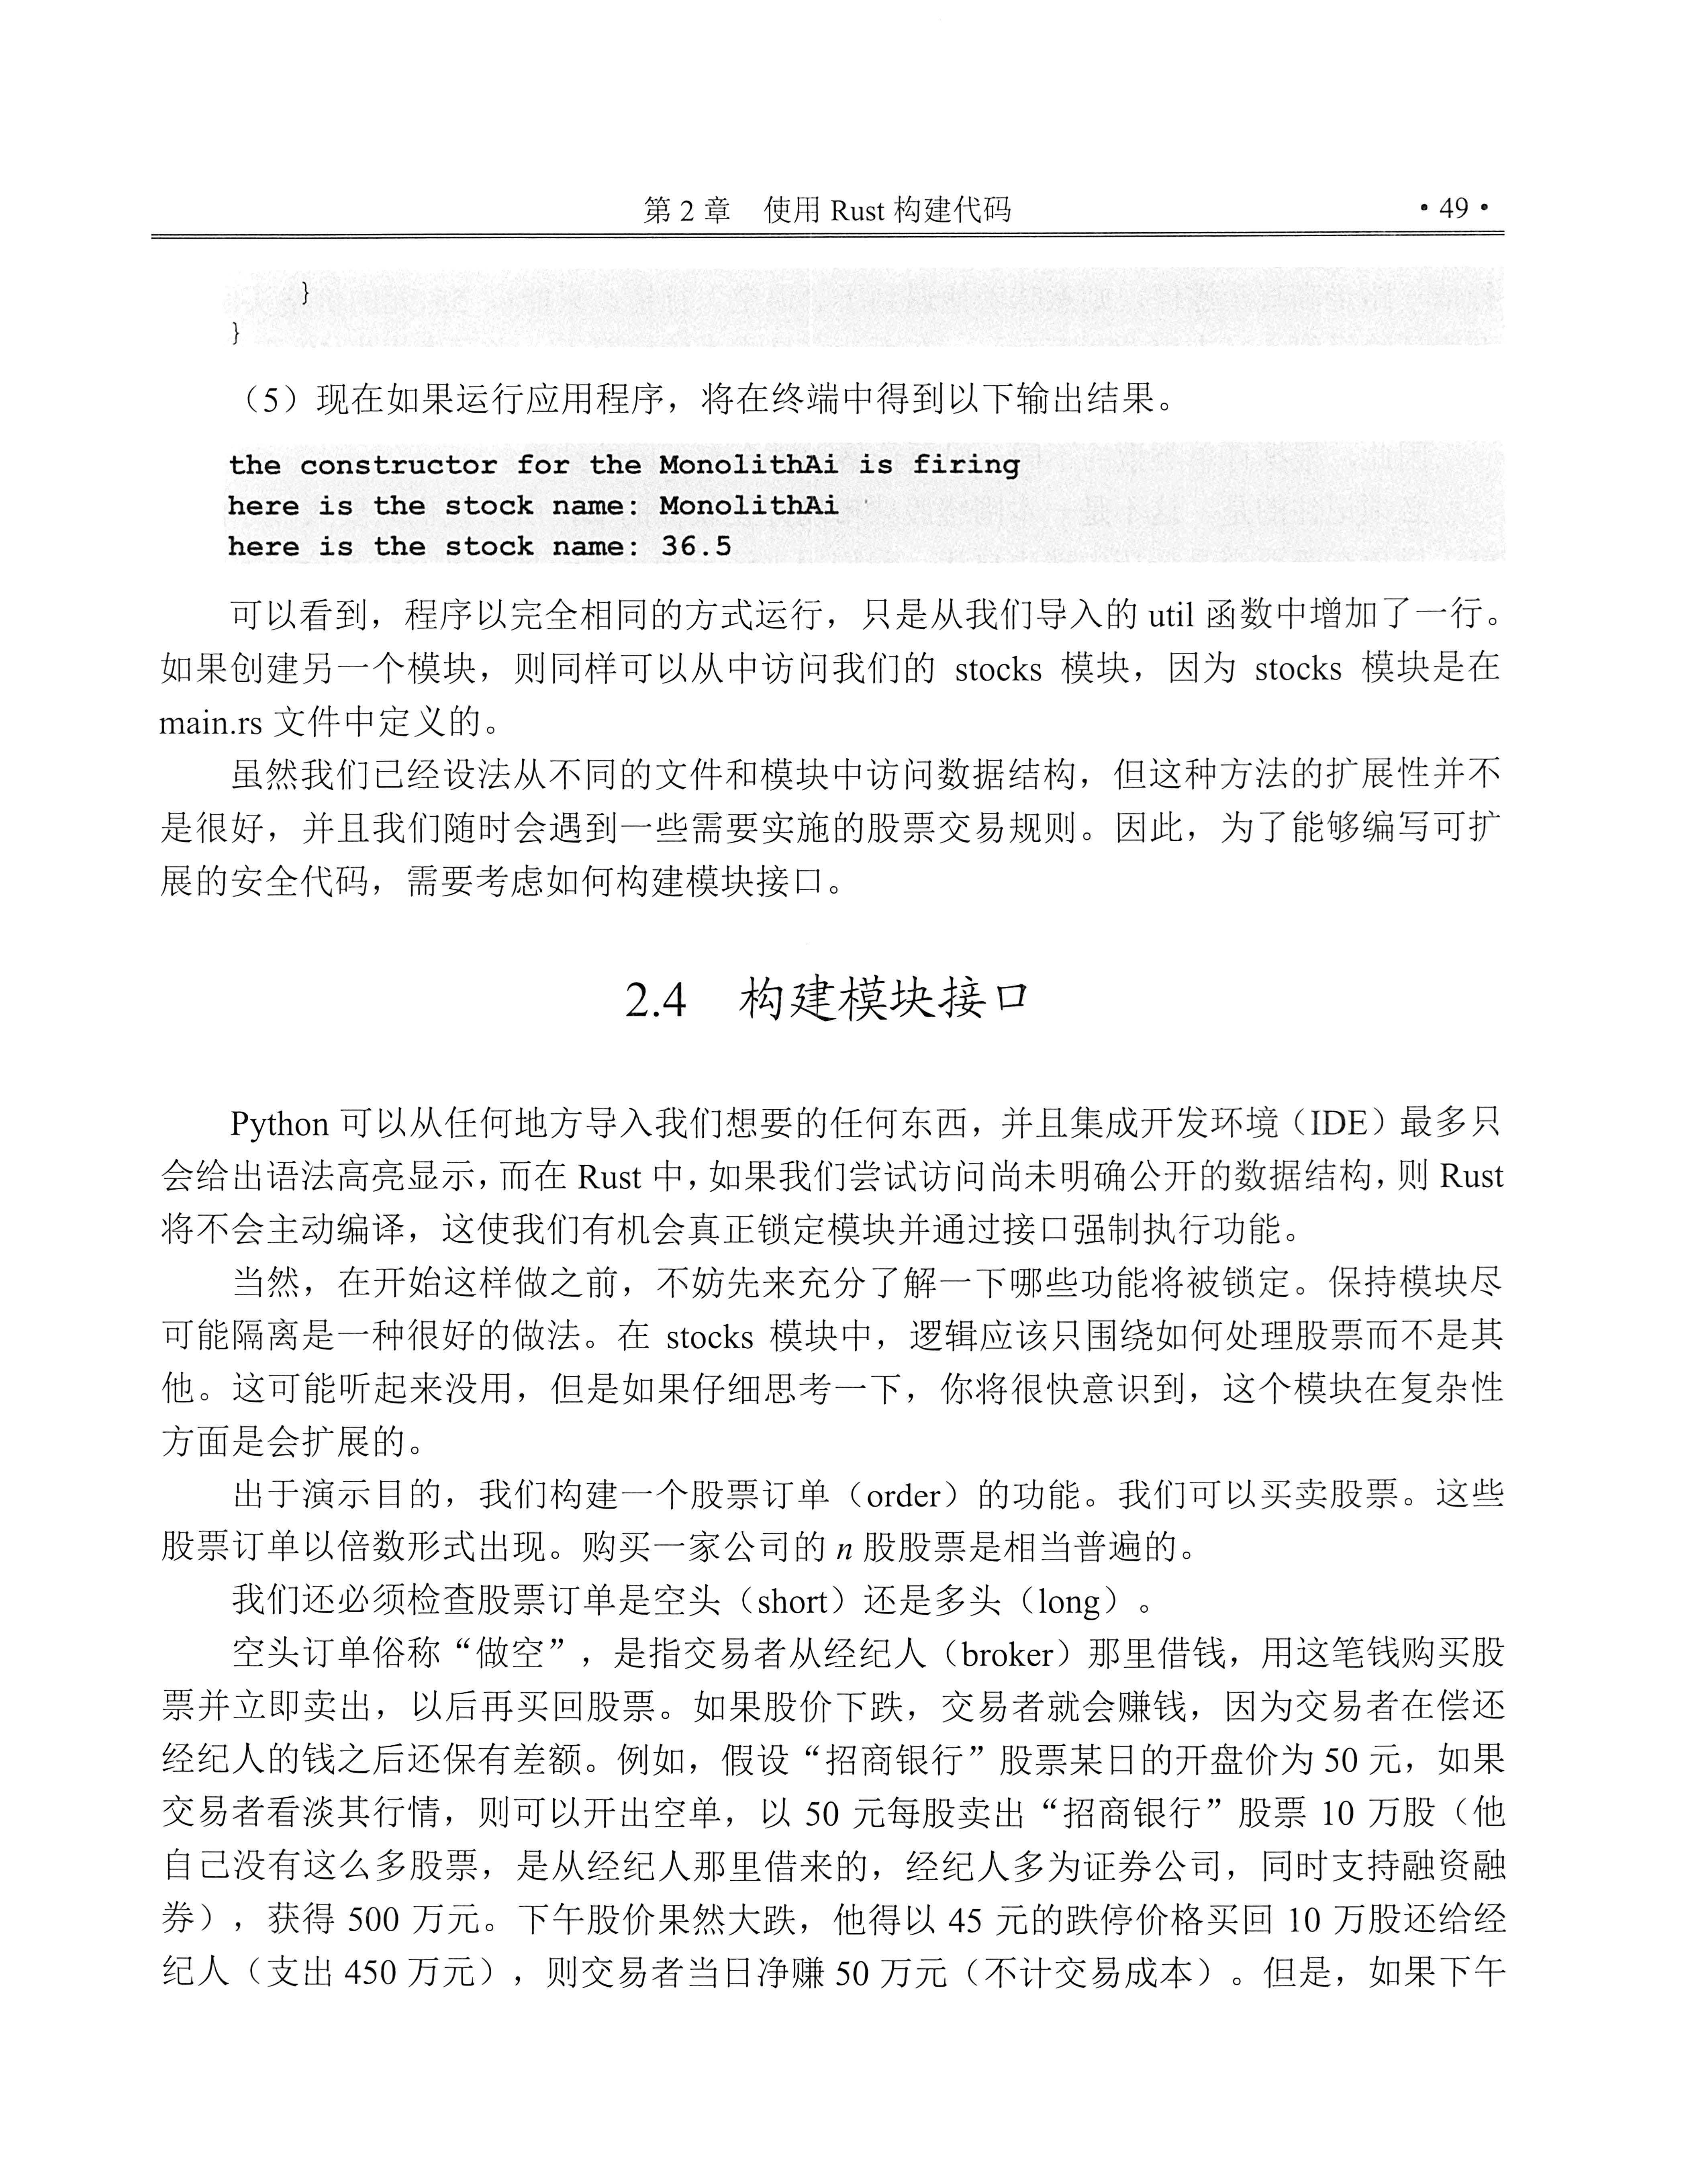 第 2 章　使用 Rust 构建代码　· 49 ·
}
}
（5）现在如果运行应用程序，将在终端中得到以下输出结果。
the constructor for the MonolithAi is firing
here is the stock name: MonolithAi
here is the stock name: 36.5
可以看到，程序以完全相同的方式运行，只是从我们导入的 util 函数中增加了一行。
如果创建另一个模块，则同样可以从中访问我们的 stocks 模块，因为 stocks 模块是在
main.rs 文件中定义的。
虽然我们已经设法从不同的文件和模块中访问数据结构，但这种方法的扩展性并不
是很好，并且我们随时会遇到一些需要实施的股票交易规则。因此，为了能够编写可扩
展的安全代码，需要考虑如何构建模块接口。
2.4　构建模块接口
Python 可以从任何地方导入我们想要的任何东西，并且集成开发环境（IDE）最多只
会给出语法高亮显示，而在 Rust 中，如果我们尝试访问尚未明确公开的数据结构，则 Rust
将不会主动编译，这使我们有机会真正锁定模块并通过接口强制执行功能。
当然，在开始这样做之前，不妨先来充分了解一下哪些功能将被锁定。保持模块尽
可能隔离是一种很好的做法。在 stocks 模块中，逻辑应该只围绕如何处理股票而不是其
他。这可能听起来没用，但是如果仔细思考一下，你将很快意识到，这个模块在复杂性
方面是会扩展的。
出于演示目的，我们构建一个股票订单（order）的功能。我们可以买卖股票。这些
股票订单以倍数形式出现。购买一家公司的 n 股股票是相当普遍的。
我们还必须检查股票订单是空头（short）还是多头（long）。
空头订单俗称“做空”，是指交易者从经纪人（broker）那里借钱，用这笔钱购买股
票并立即卖出，以后再买回股票。如果股价下跌，交易者就会赚钱，因为交易者在偿还
经纪人的钱之后还保有差额。例如，假设“招商银行”股票某日的开盘价为 50 元，如果
交易者看淡其行情，则可以开出空单，以 50 元每股卖出“招商银行”股票 10 万股（他
自己没有这么多股票，是从经纪人那里借来的，经纪人多为证券公司，同时支持融资融
券），获得 500 万元。下午股价果然大跌，他得以 45 元的跌停价格买回 10 万股还给经
纪人（支出 450 万元），则交易者当日净赚 50 万元（不计交易成本）。但是，如果下午